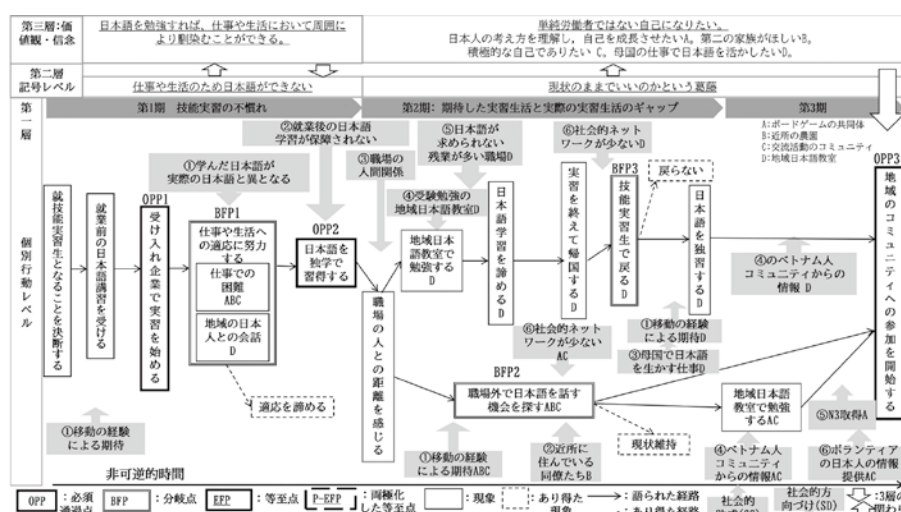 第三層:価
値観・信念
日本語を勉強すれば、仕事や生活において周囲に
より馴染むことができる。
単純労働者ではない自己になりたい。
日本人の考え方を理解し、自己を成長させたいA。第二の家族がほしいB。
積極的な自己でありたい C。母国の仕事で日本語を活かしたいD。
第二層
記号レベル
仕事や生活のため日本語ができない
現状のままでいいのかという葛藤
第一層
個別行動レベル
第1期 技能実習の不慣れ
第2期:期待した実習生活と実際の実習生活のギャップ
第3期
A:ボードゲームの共同体
B:近所の農園
C:交流活動のコミュニティ
D:地域日本語教室
②就業後の日本語
学習が保障されない
①学んだ日本語が
実際の日本語と異となる
③職場の
人間関係
⑤日本語が
求められない
残業が多い職場D
④受験勉強の
地域日本語教室D
⑥社会的ネット
ワークが少ないD
戻らない
就技能実習生となることを決断する
就業前の日本語講習を受ける
OPP1
受け入れ企業で実習を始める
BFP1
仕事や生活へ
の適応に努力
する
仕事での
困難
ABC
地域の日本
人との会話
D
適応を諦める
OPP2
日本語を
独学で
習得する
職場の人との距離を感じる
地域日本
語教室で
勉強する
D
日本語学習を諦めるD
実習を終えて帰国するD
BFP3
技能実習生で戻るD
日本語を独習するD
④のベトナム人
コミュニティからの
情報 D
OPP3
地域のコミュニティへの参加を開始する
⑥社会的ネット
ワークが少ない
AC
①移動の経験
による期待D
③母国で日本語
を生かす仕事D
BFP2
職場外で日本語を話す
機会を探すABC
地域日本語
教室で勉強
するAC
⑤N3取得A
現状維持
①移動の経験
による期待
①移動の経験
による期待ABC
②近所に
住んでいる
同僚たちB
④ベトナム人
コミュニティ
からの情報AC
⑥ボランティア
の日本人の情報
提供AC
非可逆的時間
OPP
:必須
通過点
BFP
:分岐点
EFP
:等至点
P-EFP
:両極化
した等至点
:現象
:あり得た
現象
:語られた経路
:あり得た経路
社会的
社会的方
向づけ(SD)
:3層の